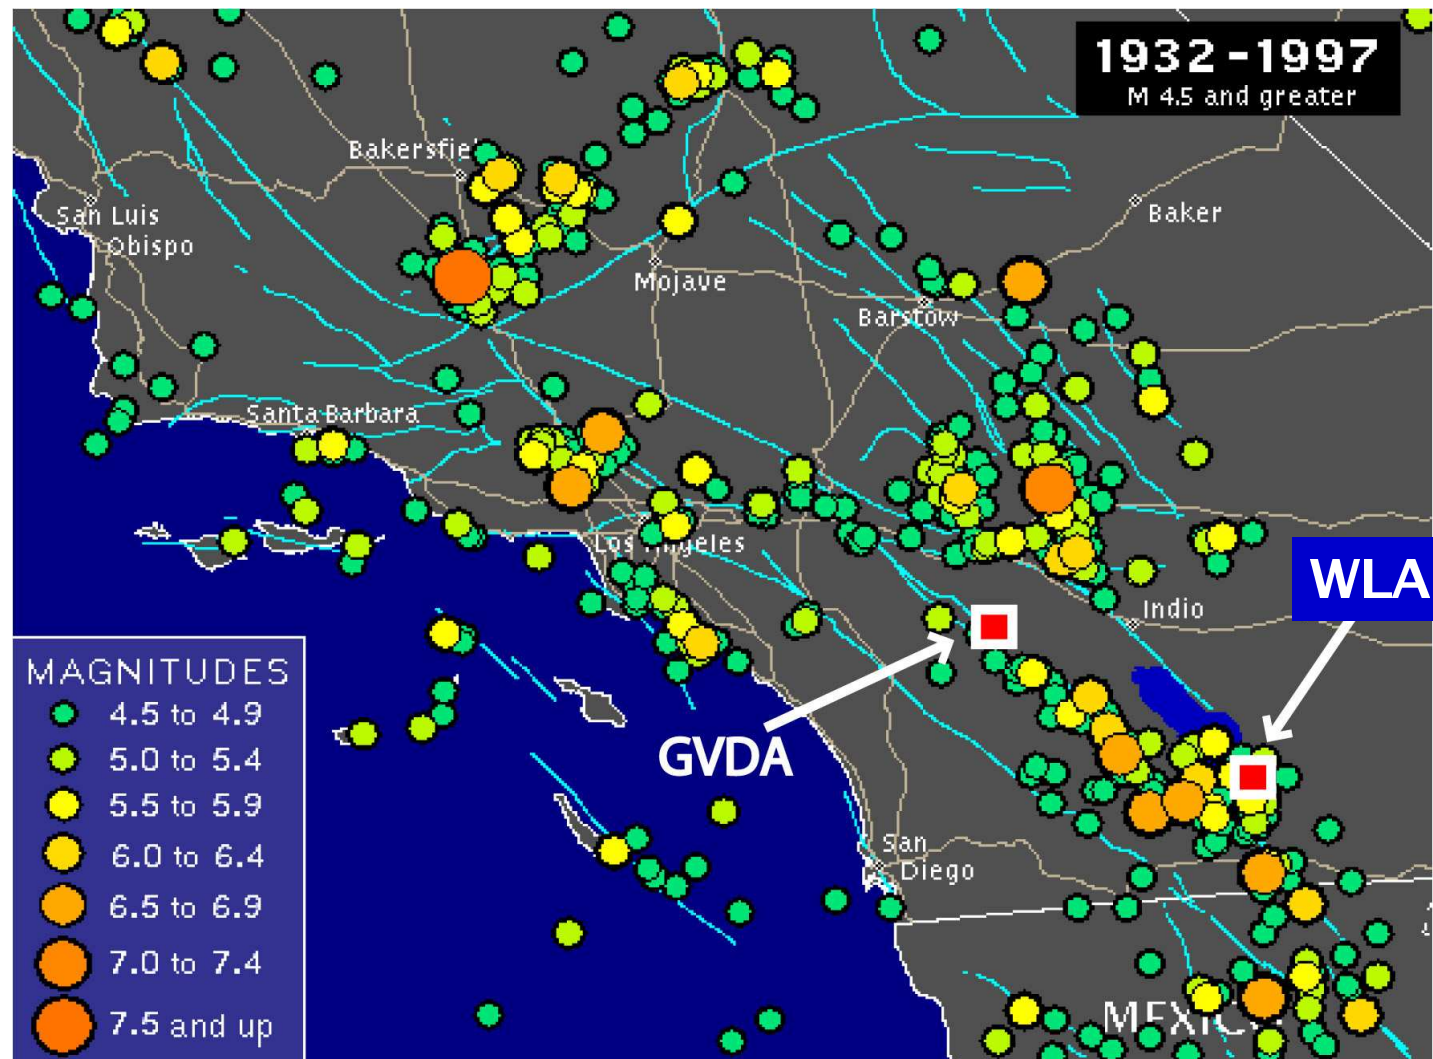 1932-1997
M 4.5 and greater
Bakersfiel
San Luis
Obispo
Baker
Mojave
Barstow
Santa Barbara
Los Angeles
WLA
Indio
GVDA
San
Diego
MEXICO
MAGNITUDES
4.5 to 4.9
5.0 to 5.4
5.5 to 5.9
6.0 to 6.4
6.5 to 6.9
7.0 to 7.4
7.5 and up